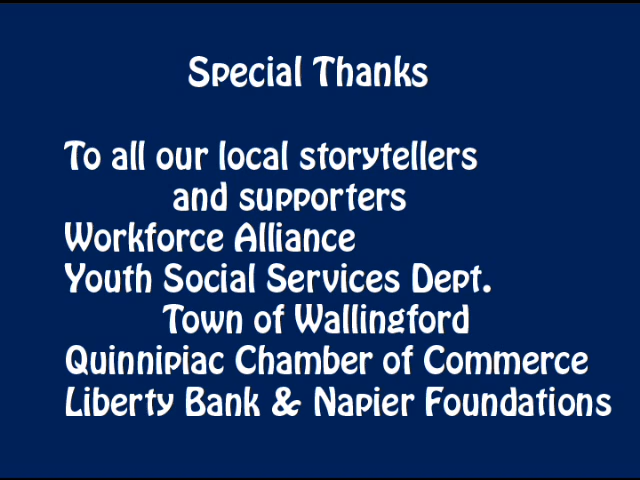 Special Thanks
To all our local storytellers
and supporters
Workforce Alliance
Youth Social Services Dept.
Town of Wallingford
Quinnipiac Chamber of Commerce
Liberty Bank & Napier Foundations